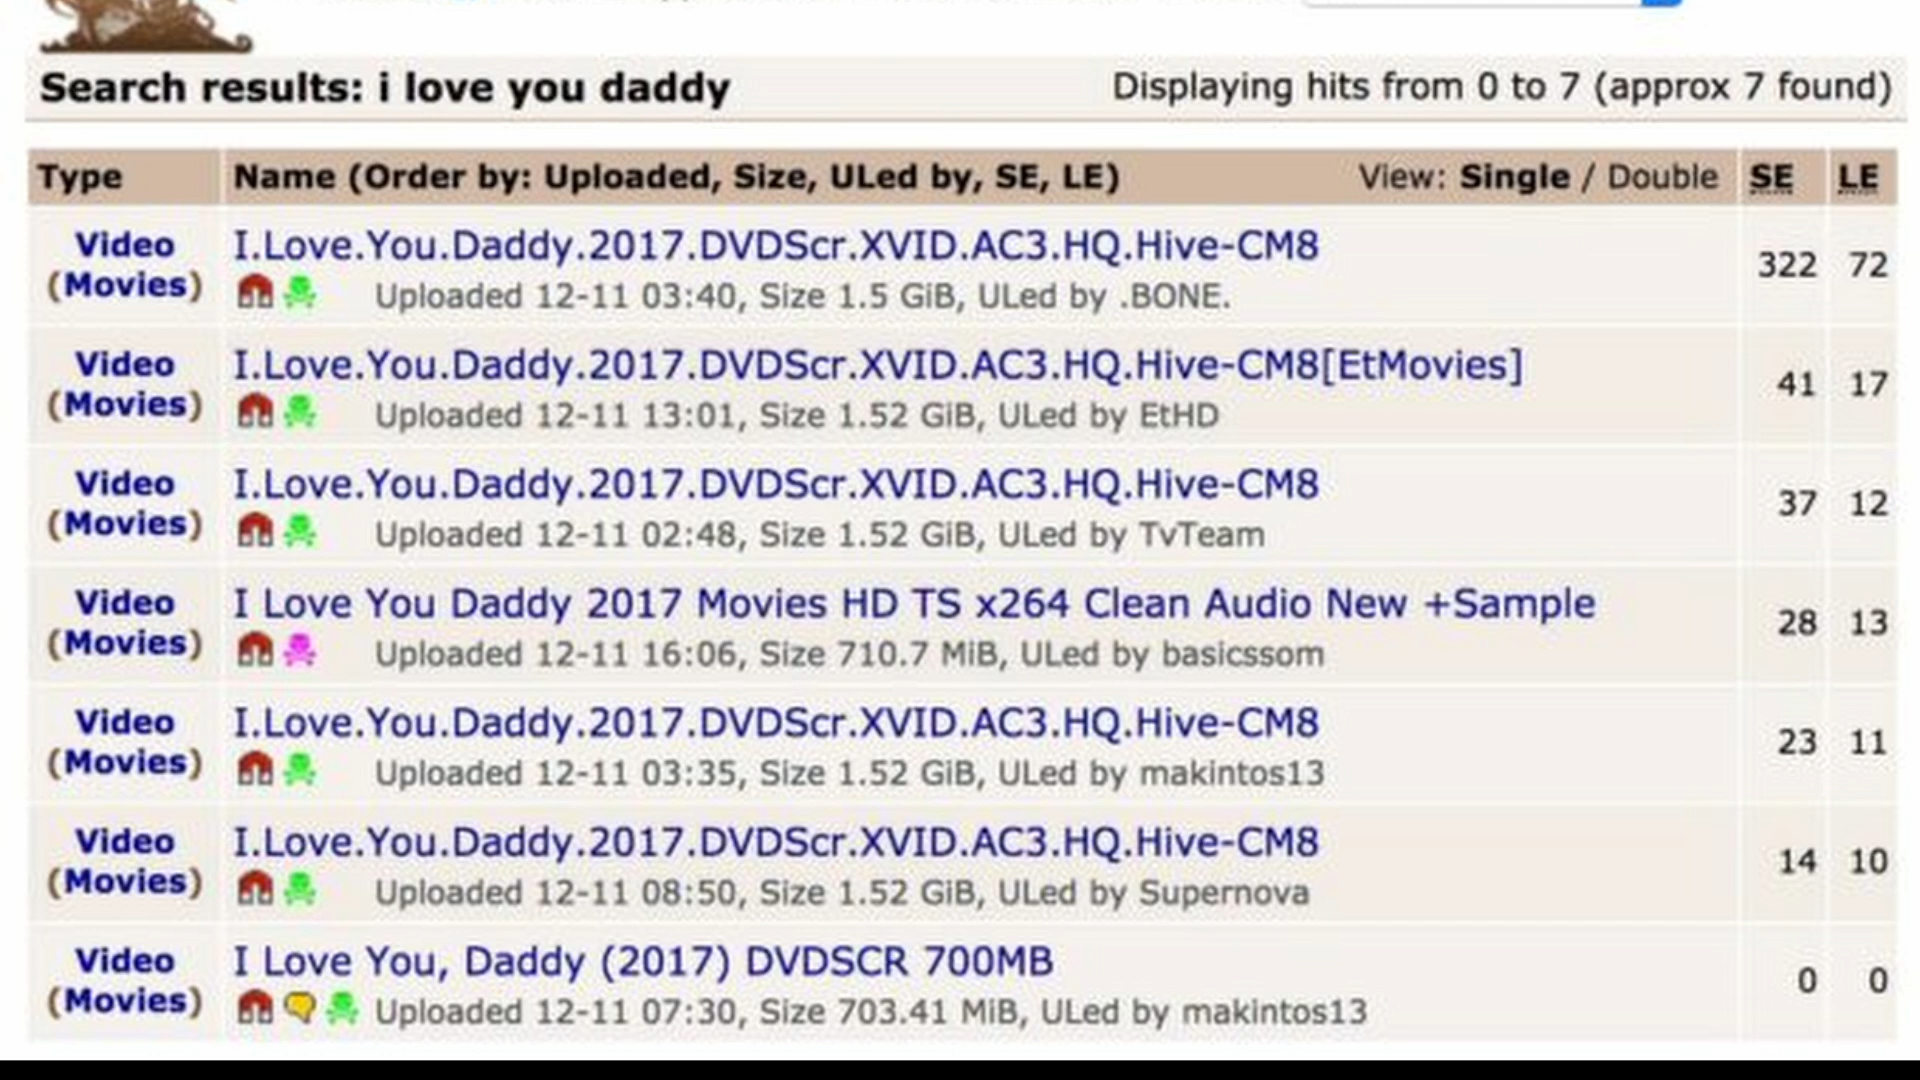 Search results: i love you daddy Displaying hits from 0 to 7 (approx 7 found)
Type Name (Order by: Uploaded, Size, ULed by, SE, LE) View: Single / Double SE LE
Video I.Love.You.Daddy.2017.DVDScr.XVID.AC3.HQ.Hive-CM8 322 72
(Movies) Uploaded 12-11 03:40, Size 1.5 GiB, ULed by .BONE.
Video I.Love.You.Daddy.2017.DVDScr.XVID.AC3.HQ.Hive-CM8[EtMovies] 41 17
(Movies) Uploaded 12-11 13:01, Size 1.52 GiB, ULed by EtHD
Video I.Love.You.Daddy.2017.DVDScr.XVID.AC3.HQ.Hive-CM8 37 12
(Movies) Uploaded 12-11 02:48, Size 1.52 GiB, ULed by TvTeam
Video I Love You Daddy 2017 Movies HD TS x264 Clean Audio New +Sample 28 13
(Movies) Uploaded 12-11 16:06, Size 710.7 MiB, ULed by basicssom
Video I.Love.You.Daddy.2017.DVDScr.XVID.AC3.HQ.Hive-CM8 23 11
(Movies) Uploaded 12-11 03:35, Size 1.52 GiB, ULed by makintos13
Video I.Love.You.Daddy.2017.DVDScr.XVID.AC3.HQ.Hive-CM8 14 10
(Movies) Uploaded 12-11 08:50, Size 1.52 GiB, ULed by Supernova
Video I Love You, Daddy (2017) DVDSCR 700MB 0 0
(Movies) Uploaded 12-11 07:30, Size 703.41 MiB, ULed by makintos13